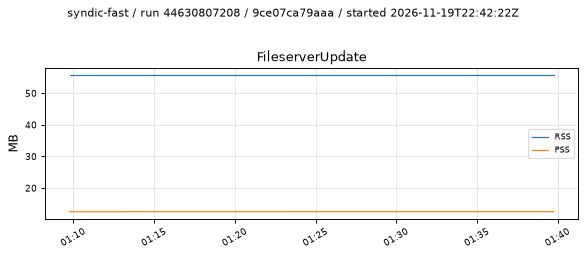 syndic-fast / run 44630807208 / 9ce07ca79aaa / started 2026-11-19T22:42:22Z
FileserverUpdate
MB
50
40
30
20
RSS
PSS
01:10
01:15
01:20
01:25
01:30
01:35
01:40